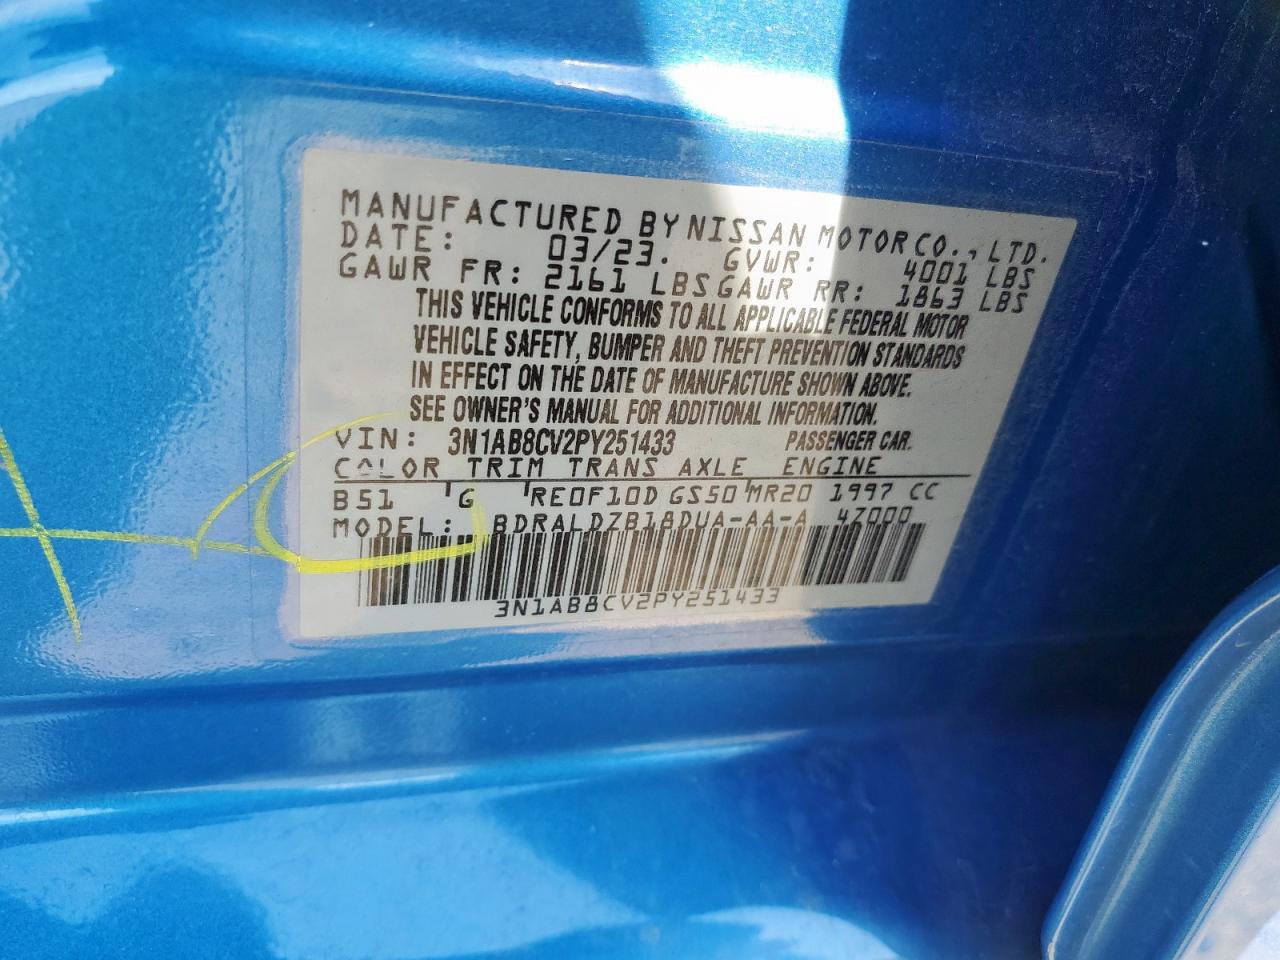 MANUFACTURED BY NISSAN MOTOR CO., LTD.
DATE: 03/23. GVWR: 4001 LBS
GAWR FR: 2161 LBS GAWR RR: 1863 LBS
THIS VEHICLE CONFORMS TO ALL APPLICABLE FEDERAL MOTOR
VEHICLE SAFETY, BUMPER AND THEFT PREVENTION STANDARDS
IN EFFECT ON THE DATE OF MANUFACTURE SHOWN ABOVE.
SEE OWNER'S MANUAL FOR ADDITIONAL INFORMATION.
VIN: 3N1AB8CV2PY251433 PASSENGER CAR.
COLOR TRIM TRANS AXLE ENGINE
B51 G RE0F10D GS50 MR20 1997 CC
MODEL: BDRALDZB18DUA-AA-A 4Z000
3N1AB8CV2PY251433